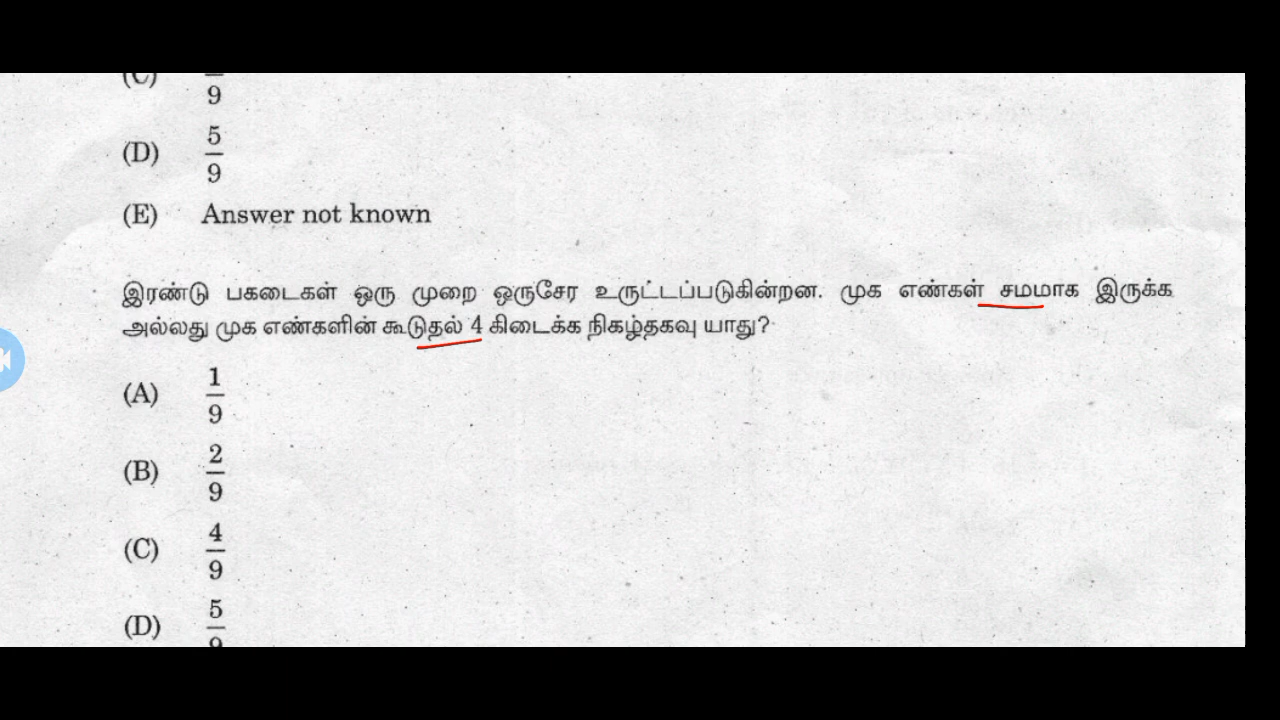 (C) 9
(D) 5/9
(E) Answer not known
இரண்டு பகடைகள் ஒரு முறை ஒருசேர உருட்டப்படுகின்றன. முக எண்கள் சமமாக இருக்க
அல்லது முக எண்களின் கூடுதல் 4 கிடைக்க நிகழ்தகவு யாது?
(A) 1/9
(B) 2/9
(C) 4/9
(D) 5/9